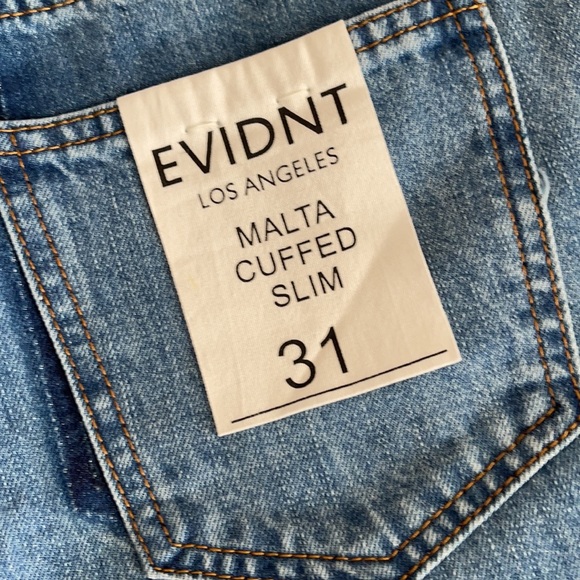 EVIDNT
LOS ANGELES
MALTA
CUFFED
SLIM
31